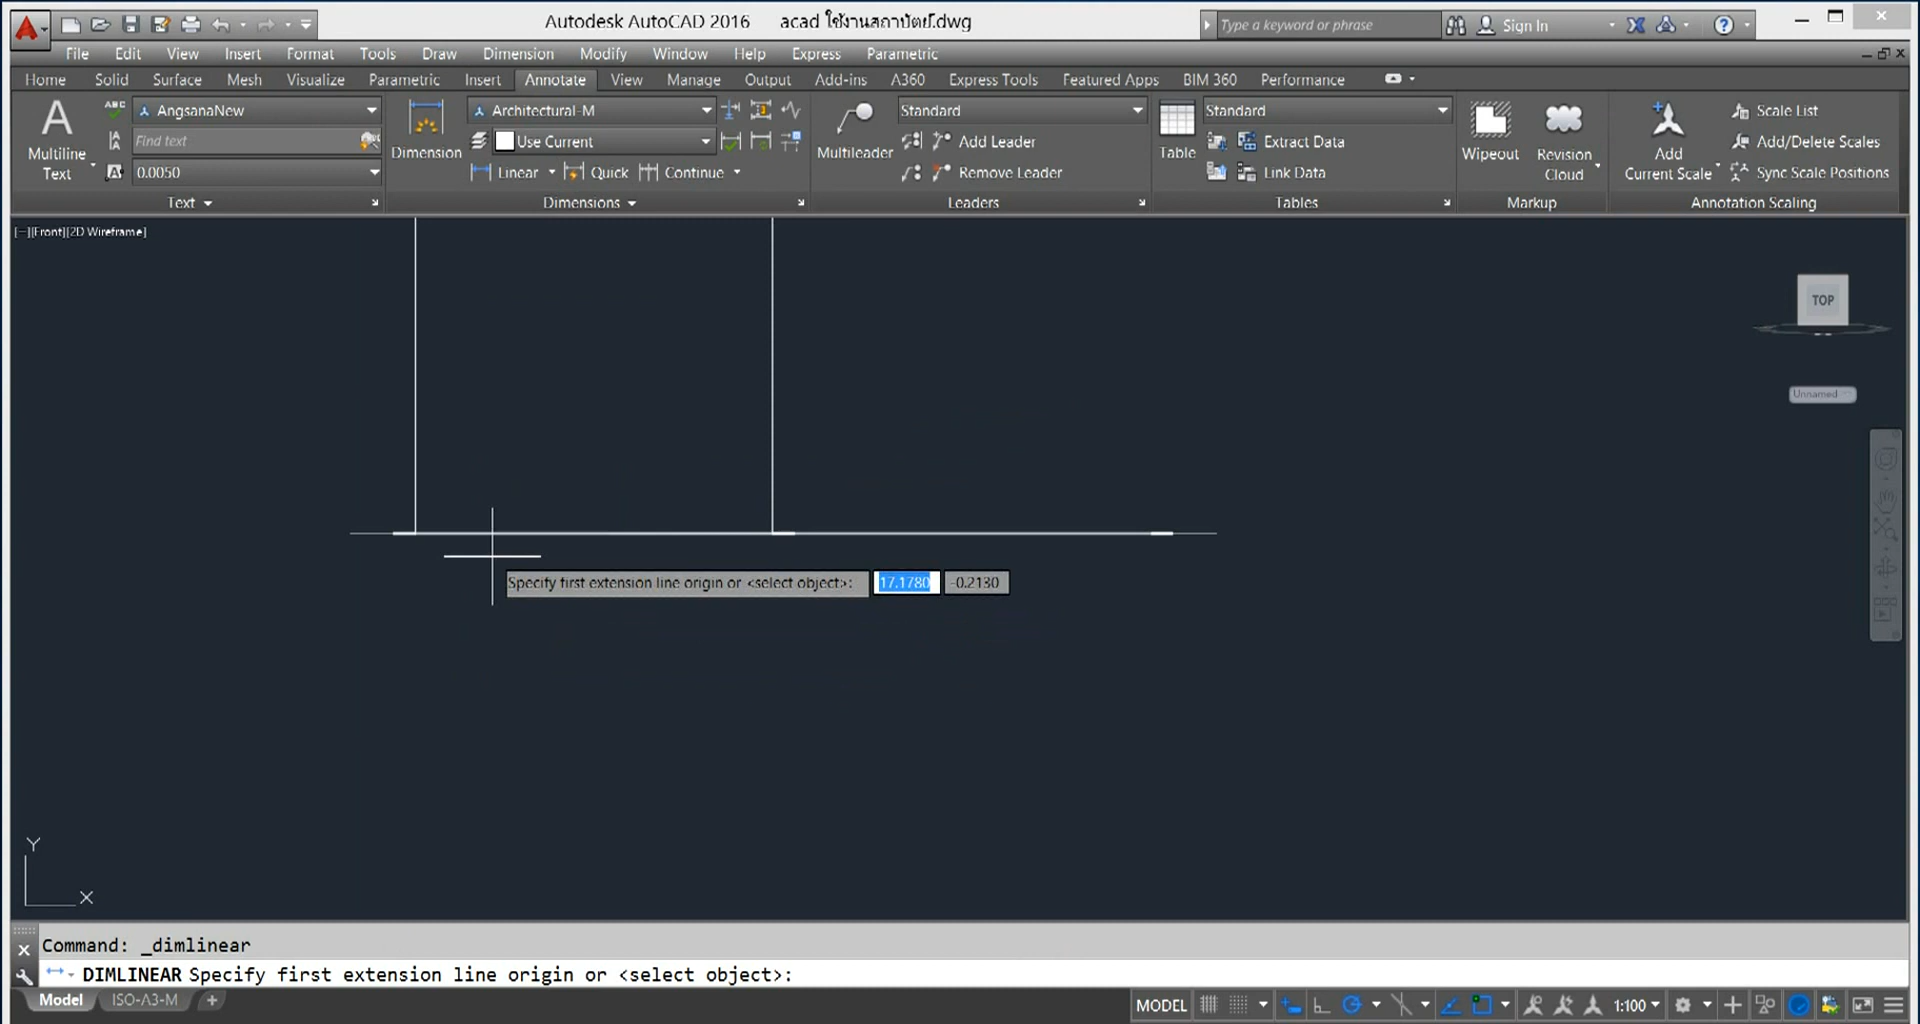 Autodesk AutoCAD 2016 acad ใช้งานสถาปัตย์.dwg
Type a keyword or phrase
Sign In
File Edit View Insert Format Tools Draw Dimension Modify Window Help Express Parametric
Home Solid Surface Mesh Visualize Parametric Insert Annotate View Manage Output Add-ins A360 Express Tools Featured Apps BIM 360 Performance
Multiline Text
ABC
AngsanaNew
Find text
0.0050
Text
Dimension
Architectural-M
Use Current
Linear Quick Continue
Dimensions
Multileader
Standard
Add Leader
Remove Leader
Leaders
Table
Standard
Extract Data
Link Data
Tables
Wipeout
Revision Cloud
Markup
Add Current Scale
Scale List
Add/Delete Scales
Sync Scale Positions
Annotation Scaling
[−][Front][2D Wireframe]
TOP
Unnamed
Specify first extension line origin or <select object>: 17.1780 -0.2130
Y
X
Command: _dimlinear
DIMLINEAR Specify first extension line origin or <select object>:
Model ISO-A3-M +
MODEL 1:100